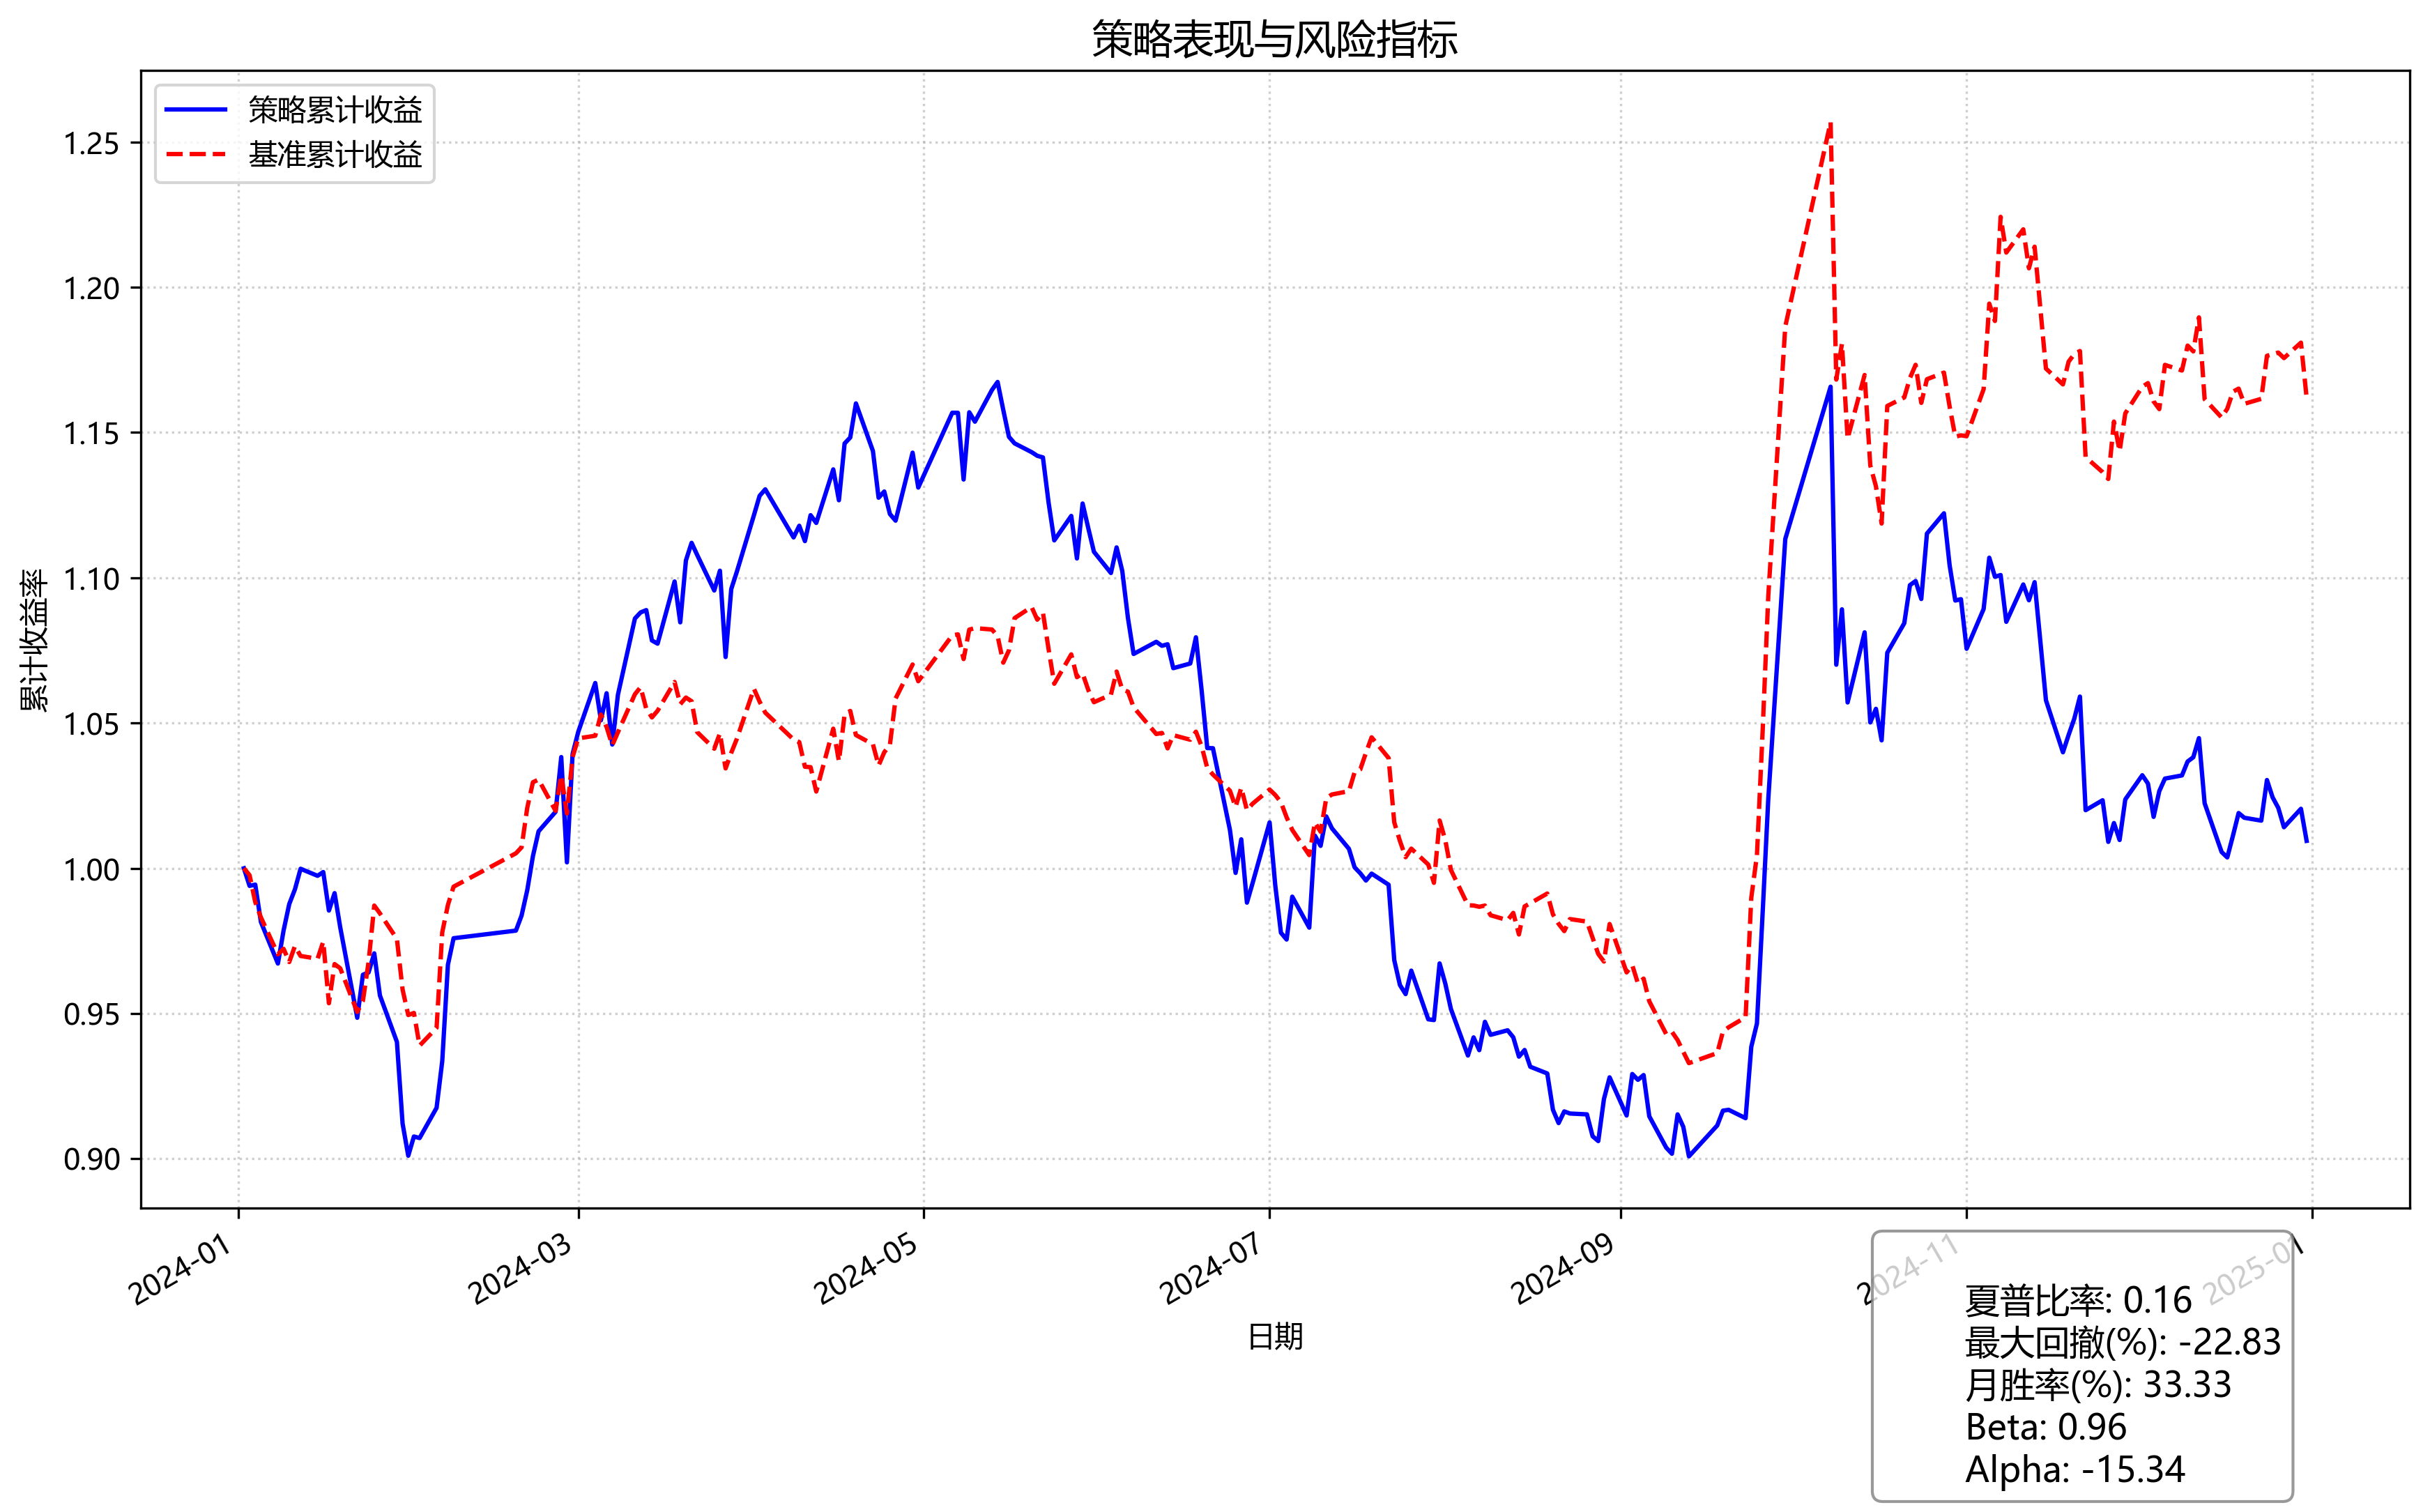 策略表现与风险指标
策略累计收益
基准累计收益
累计收益率
1.25
1.20
1.15
1.10
1.05
1.00
0.95
0.90
2024-01
2024-03
2024-05
2024-07
2024-09
2024-11
2025-01
日期
夏普比率: 0.16
最大回撤(%): -22.83
月胜率(%): 33.33
Beta: 0.96
Alpha: -15.34